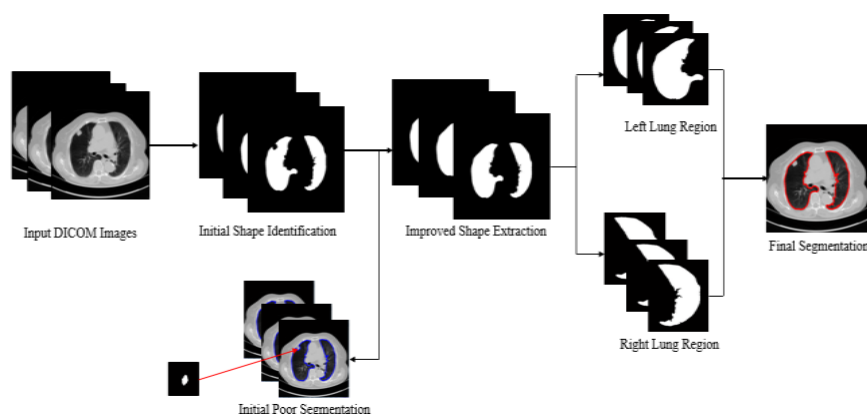 Left Lung Region
Input DICOM Images
Initial Shape Identification
Improved Shape Extraction
Final Segmentation
Right Lung Region
Initial Poor Segmentation